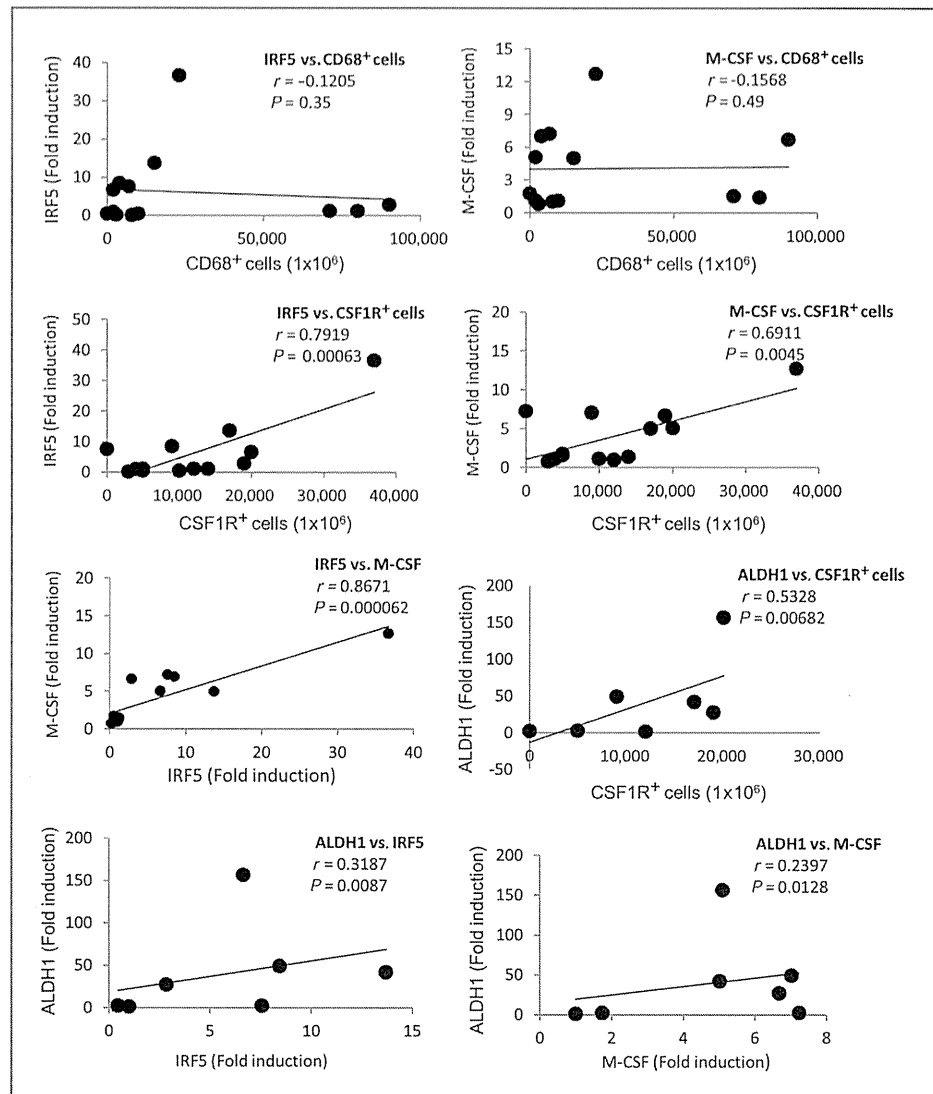 IRF5 vs. CD68+ cells
r = -0.1205
P = 0.35
IRF5 (Fold induction)
40
30
20
10
0
0
50,000
100,000
CD68+ cells (1x10⁶)
M-CSF vs. CD68+ cells
r = -0.1568
P = 0.49
M-CSF (Fold induction)
15
12
9
6
3
0
0
50,000
100,000
CD68+ cells (1x10⁶)
IRF5 vs. CSF1R+ cells
r = 0.7919
P = 0.00063
IRF5 (Fold induction)
50
40
30
20
10
0
0
10,000
20,000
30,000
40,000
CSF1R+ cells (1x10⁶)
M-CSF vs. CSF1R+ cells
r = 0.6911
P = 0.0045
M-CSF (Fold induction)
20
15
10
5
0
0
10,000
20,000
30,000
40,000
CSF1R+ cells (1x10⁶)
IRF5 vs. M-CSF
r = 0.8671
P = 0.000062
M-CSF (Fold induction)
20
15
10
5
0
0
10
20
30
40
IRF5 (Fold induction)
ALDH1 vs. CSF1R+ cells
r = 0.5328
P = 0.00682
ALDH1 (Fold induction)
200
150
100
50
0
-50
0
10,000
20,000
30,000
CSF1R+ cells (1x10⁶)
ALDH1 vs. IRF5
r = 0.3187
P = 0.0087
ALDH1 (Fold induction)
200
150
100
50
0
0
5
10
15
IRF5 (Fold induction)
ALDH1 vs. M-CSF
r = 0.2397
P = 0.0128
ALDH1 (Fold induction)
200
150
100
50
0
0
2
4
6
8
M-CSF (Fold induction)